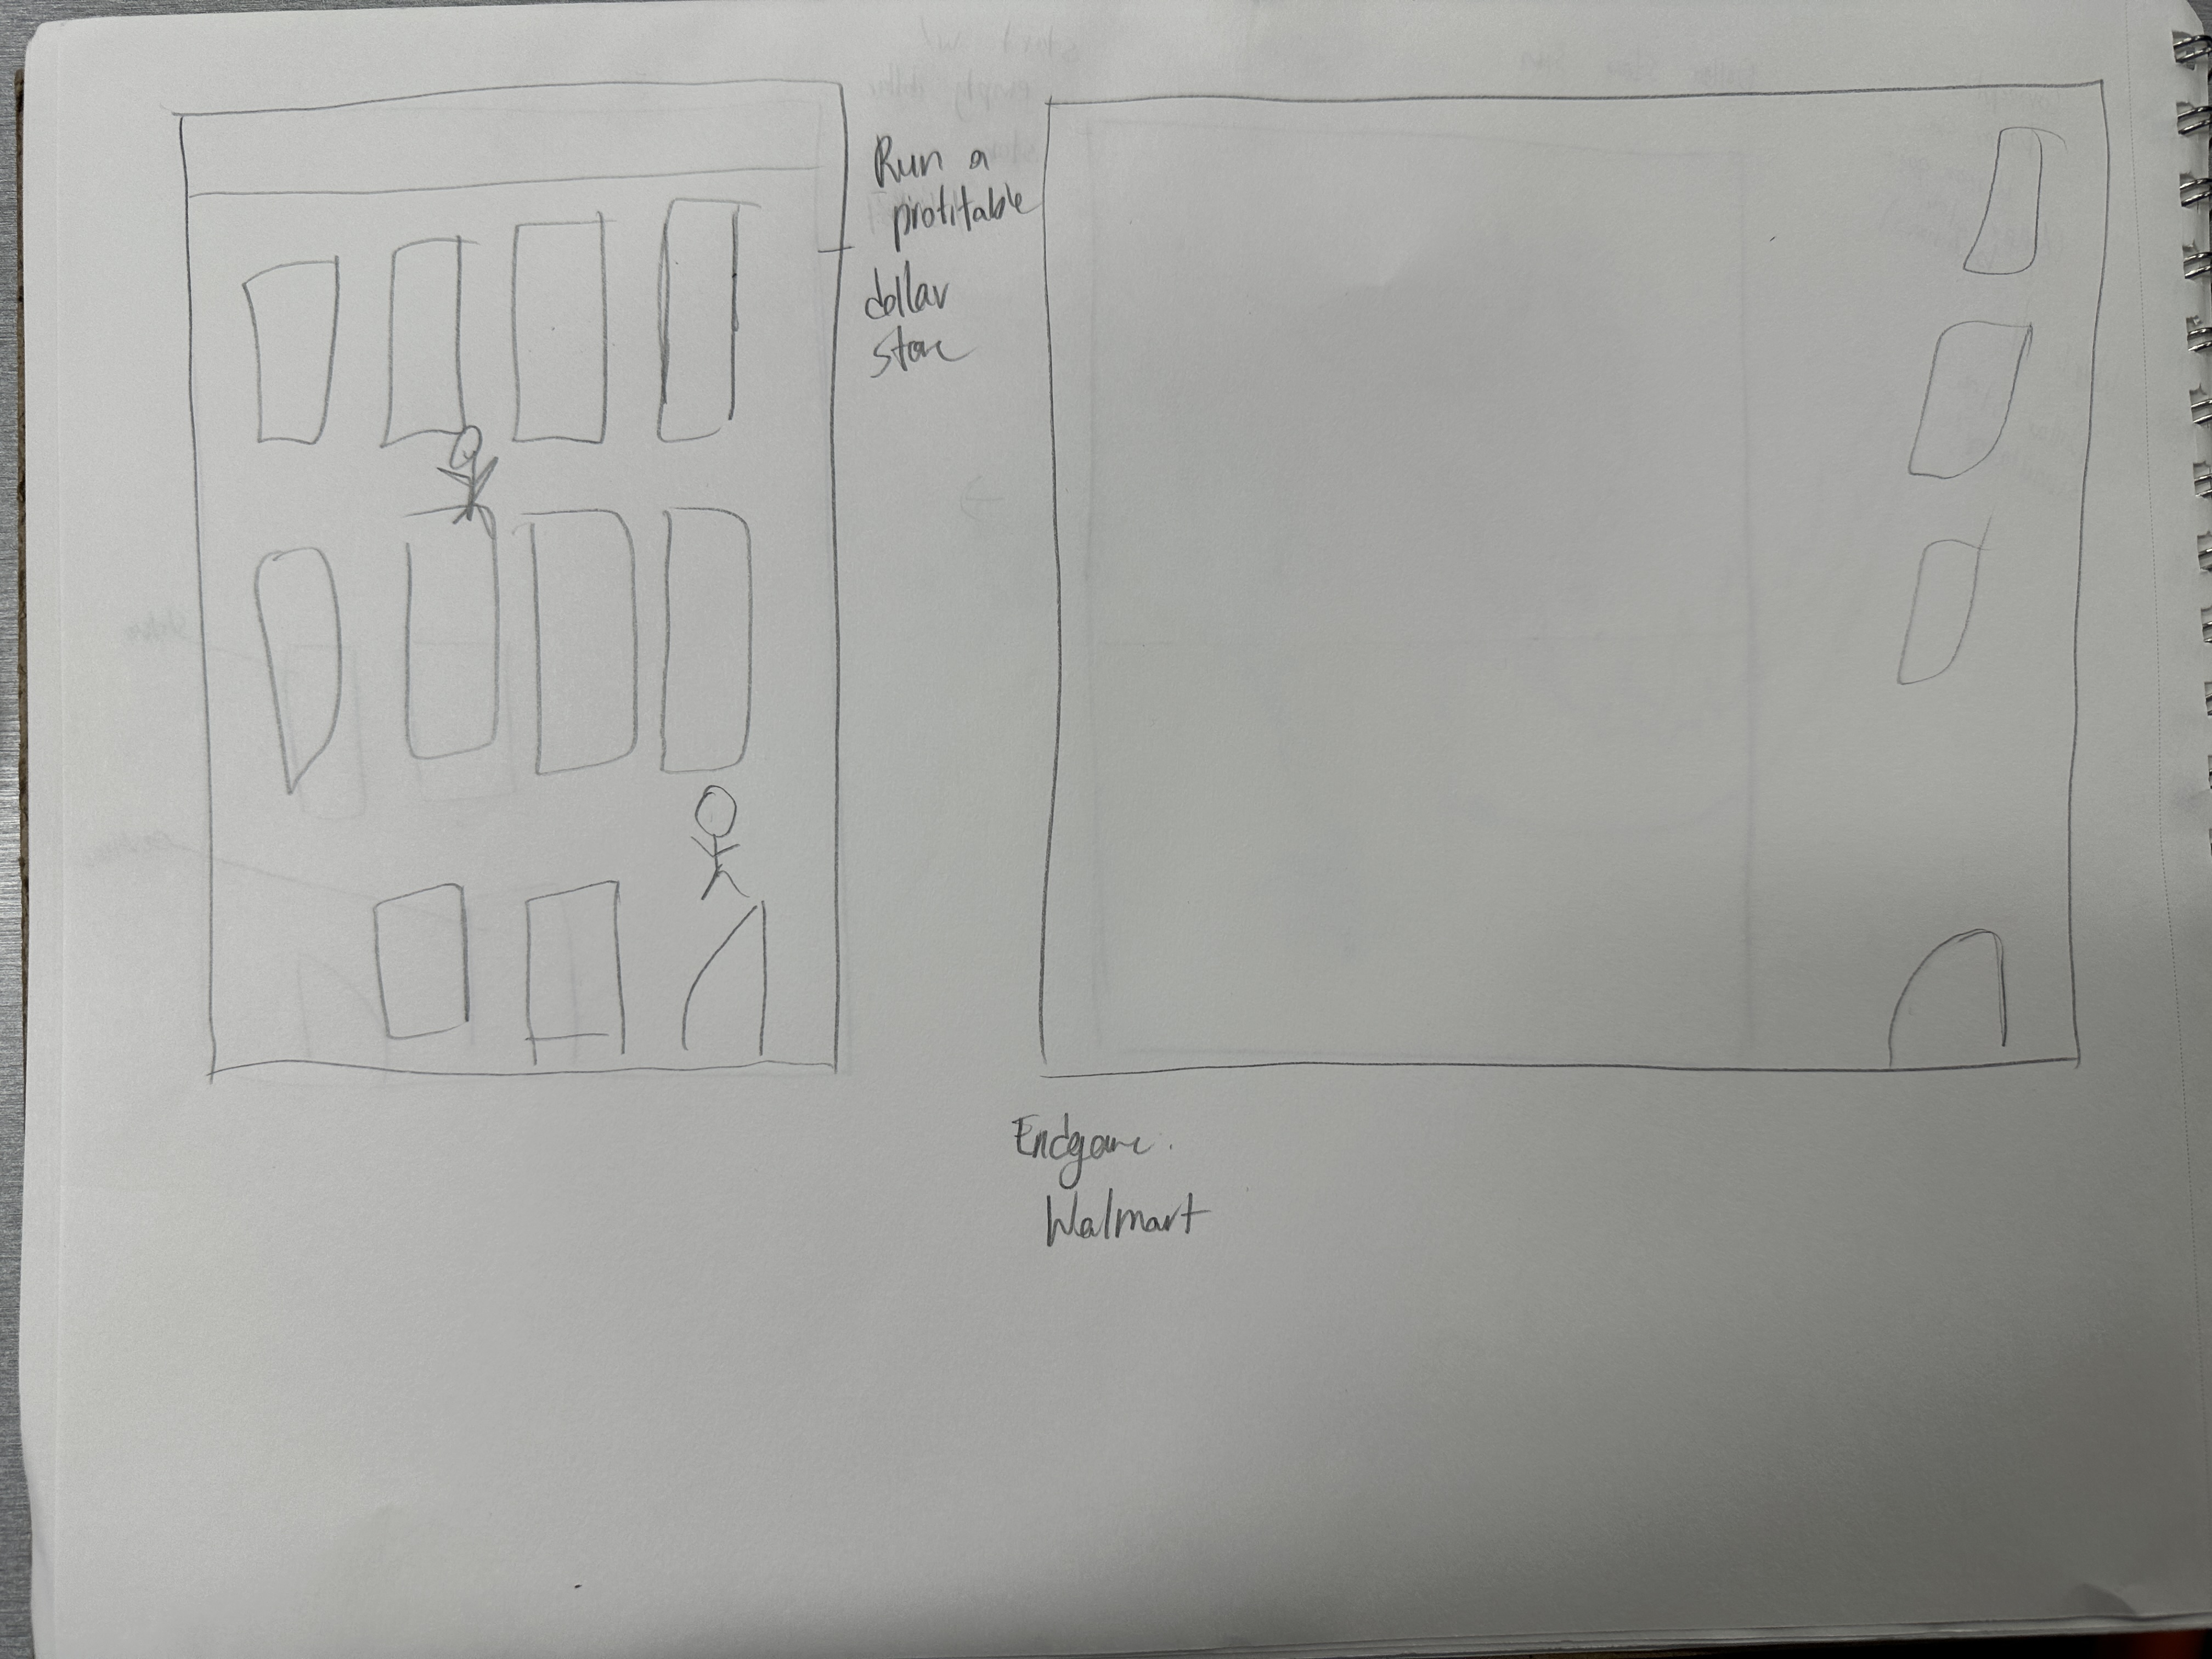 Run a
profitable
dollar
store
Endgame.
Walmart